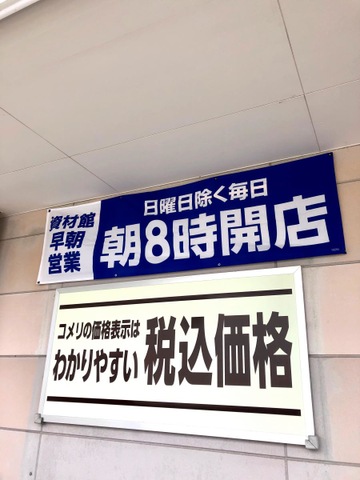 資材館
早朝
営業
日曜日除く毎日
朝8時開店
コメリの価格表示は
わかりやすい
税込価格